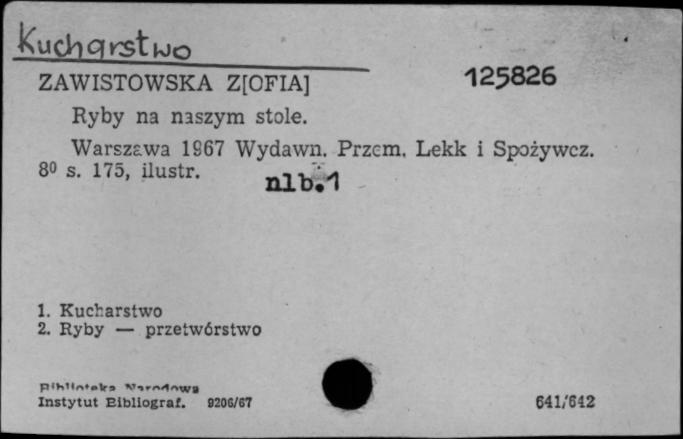 Kucharstwo
ZAWISTOWSKA Z[OFIA] 125826
Ryby na naszym stole.
Warszawa 1967 Wydawn. Przem. Lekk i Spożywcz.
8⁰ s. 175, ilustr. nlb.1
1. Kucharstwo
2. Ryby — przetwórstwo
Biblioteka Narodowa
Instytut Bibliograf. 9206/67 641/642